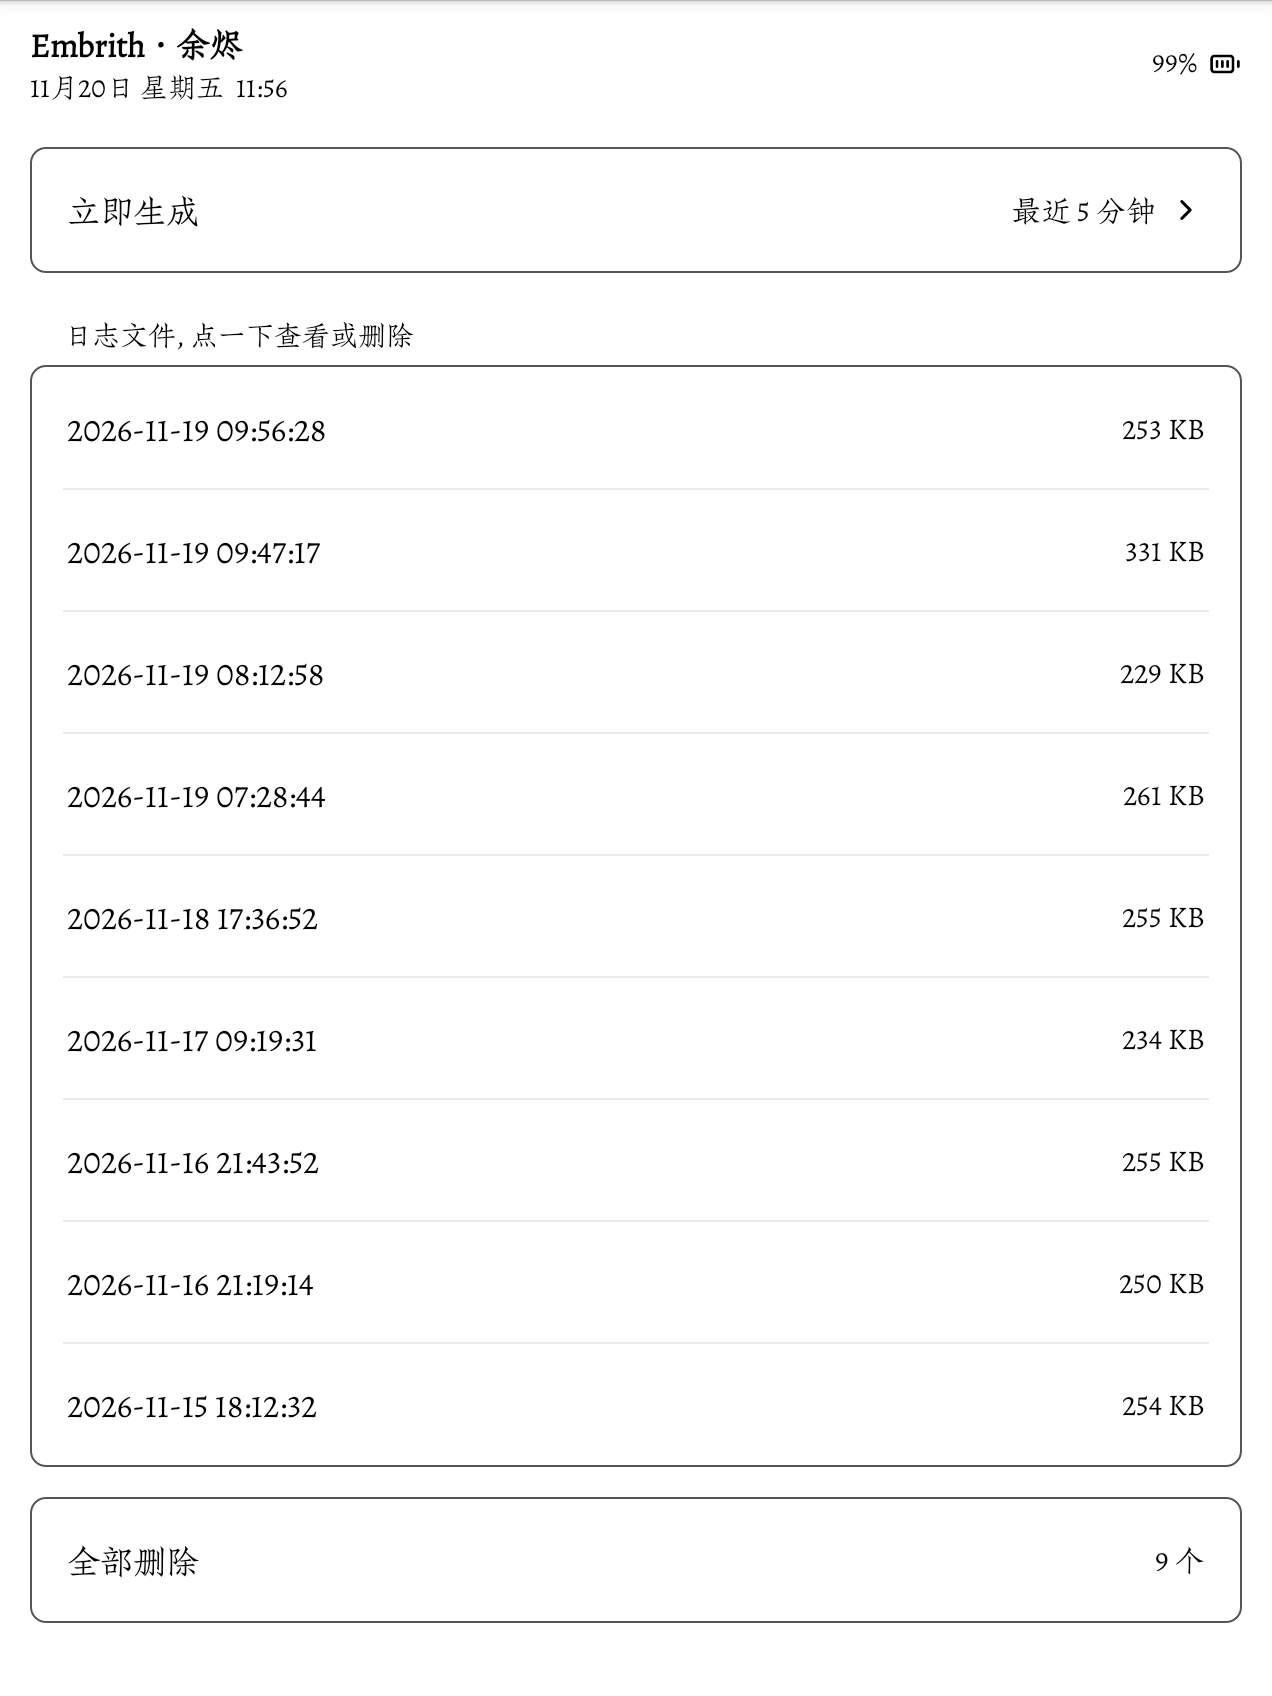 Embrith · 余烬
11月20日 星期五 11:56
99%
立即生成
最近 5 分钟
日志文件, 点一下查看或删除
2026-11-19 09:56:28 253 KB
2026-11-19 09:47:17 331 KB
2026-11-19 08:12:58 229 KB
2026-11-19 07:28:44 261 KB
2026-11-18 17:36:52 255 KB
2026-11-17 09:19:31 234 KB
2026-11-16 21:43:52 255 KB
2026-11-16 21:19:14 250 KB
2026-11-15 18:12:32 254 KB
全部删除 9 个